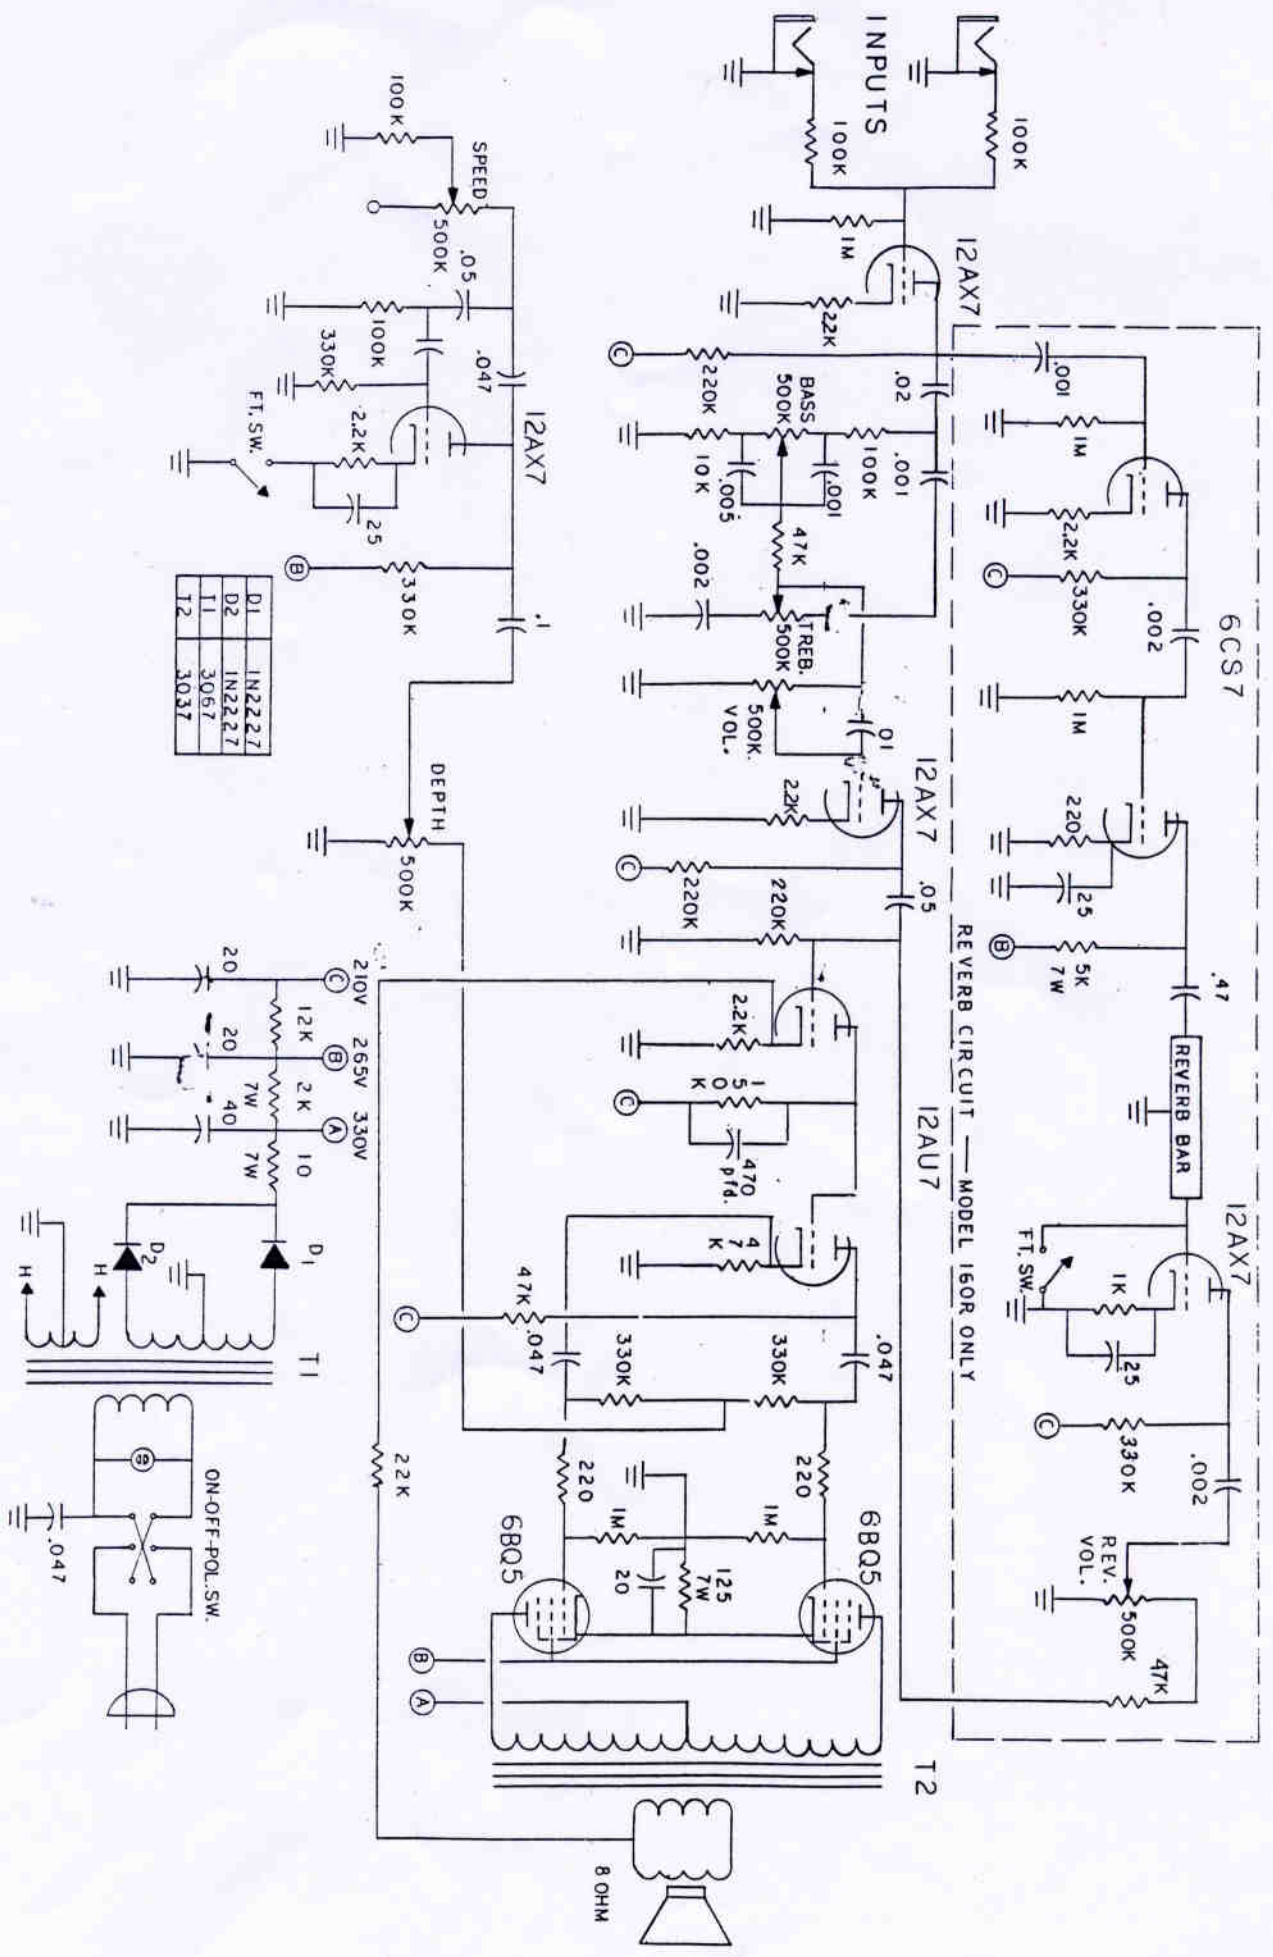 INPUTS
100K
100K
1M
12AX7
2.2K
C
220K
.02
BASS
500K
10K
.005
.001
100K
.001
47K
.002
TREB.
500K
500K.
VOL.
.01
12AX7
2.2K
C
220K
.05
220K
2.2K
C
150K
470
pfd.
12AU7
47K
C
47K
.047
.047
330K
330K
220
220
1M
1M
125
7W
20
6BQ5
6BQ5
B
A
T2
8 OHM
22K
REVERB CIRCUIT — MODEL 160R ONLY
.001
1M
2.2K
C
330K
.002
6CS7
1M
220
25
B
5K
7W
.47
REVERB BAR
12AX7
FT. SW.
1K
25
C
330K
.002
REV.
VOL.
500K
47K
100K
SPEED
500K
.05
100K
330K
.047
12AX7
FT. SW.
2.2K
25
B
330K
.1
DEPTH
500K
D1 1N2227
D2 1N2227
T1 3067
T2 3037
C 210V
B 265V
A 330V
20
12K
20
2K
7W
40
10
7W
D1
D2
H
H
T1
ON-OFF-POL.SW.
.047